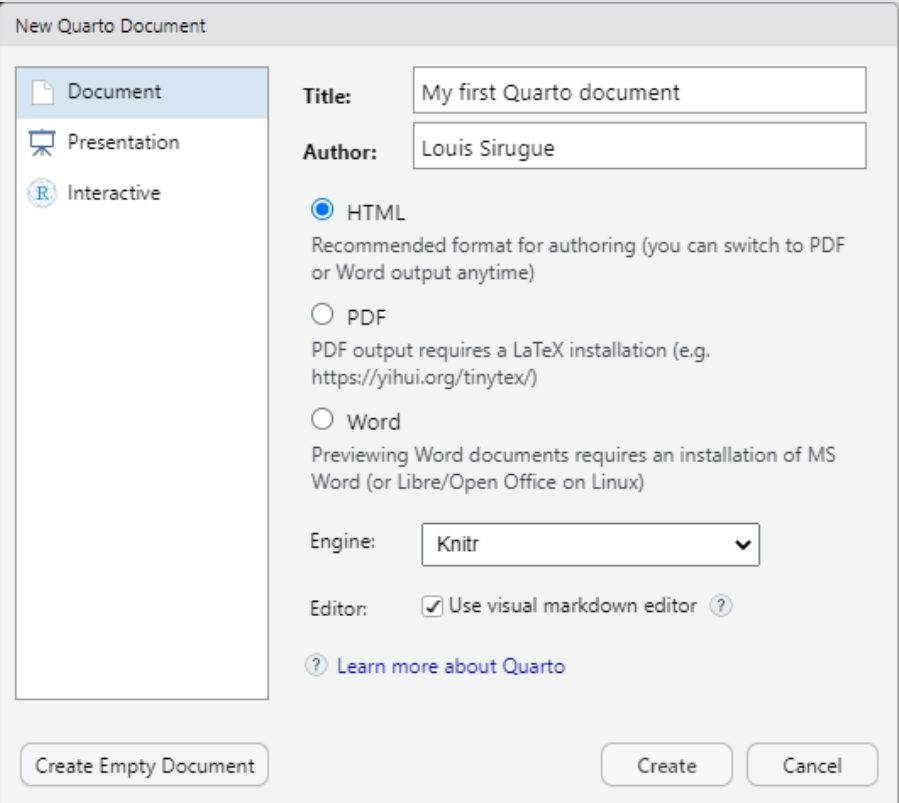 New Quarto Document
Document
Presentation
R Interactive
Title: My first Quarto document
Author: Louis Sirugue
HTML
Recommended format for authoring (you can switch to PDF
or Word output anytime)
PDF
PDF output requires a LaTeX installation (e.g.
https://yihui.org/tinytex/)
Word
Previewing Word documents requires an installation of MS
Word (or Libre/Open Office on Linux)
Engine: Knitr
Editor: Use visual markdown editor ?
? Learn more about Quarto
Create Empty Document Create Cancel